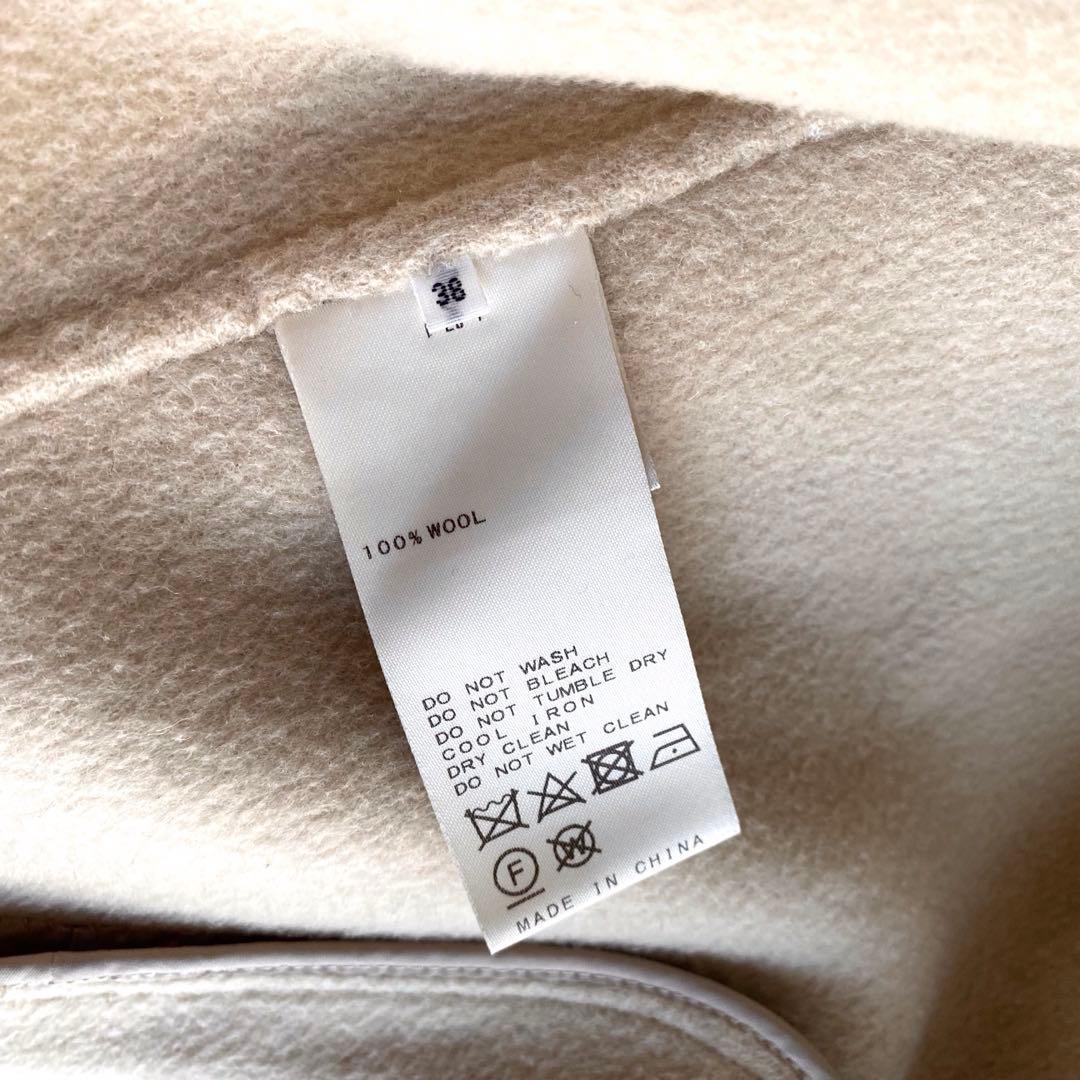 38
100% WOOL
DO NOT WASH
DO NOT BLEACH
DO NOT TUMBLE DRY
COOL IRON
DRY CLEAN
DO NOT WET CLEAN
F W
MADE IN CHINA